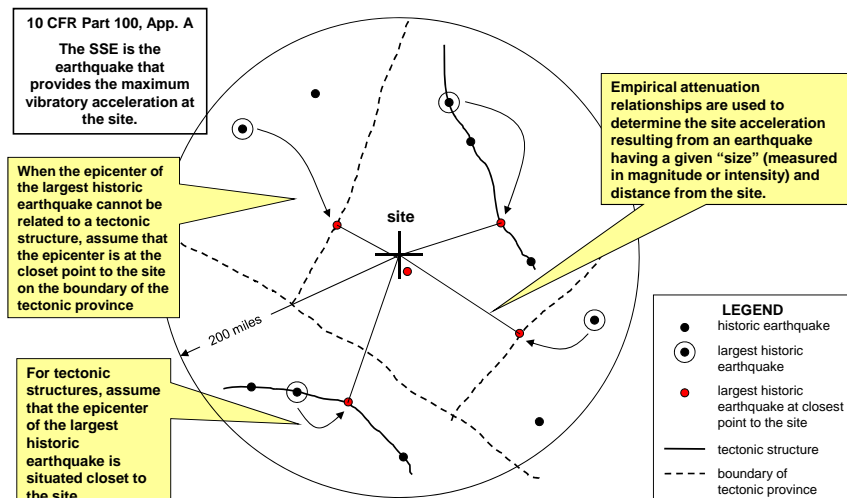 10 CFR Part 100, App. A
The SSE is the
earthquake that
provides the maximum
vibratory acceleration at
the site.
Empirical attenuation
relationships are used to
determine the site acceleration
resulting from an earthquake
having a given “size” (measured
in magnitude or intensity) and
distance from the site.
When the epicenter of
the largest historic
earthquake cannot be
related to a tectonic
structure, assume that
the epicenter is at the
closet point to the site
on the boundary of the
tectonic province
site
200 miles
For tectonic
structures, assume
that the epicenter
of the largest
historic
earthquake is
situated closet to
the site
LEGEND
historic earthquake
largest historic
earthquake
largest historic
earthquake at closest
point to the site
tectonic structure
boundary of
tectonic province